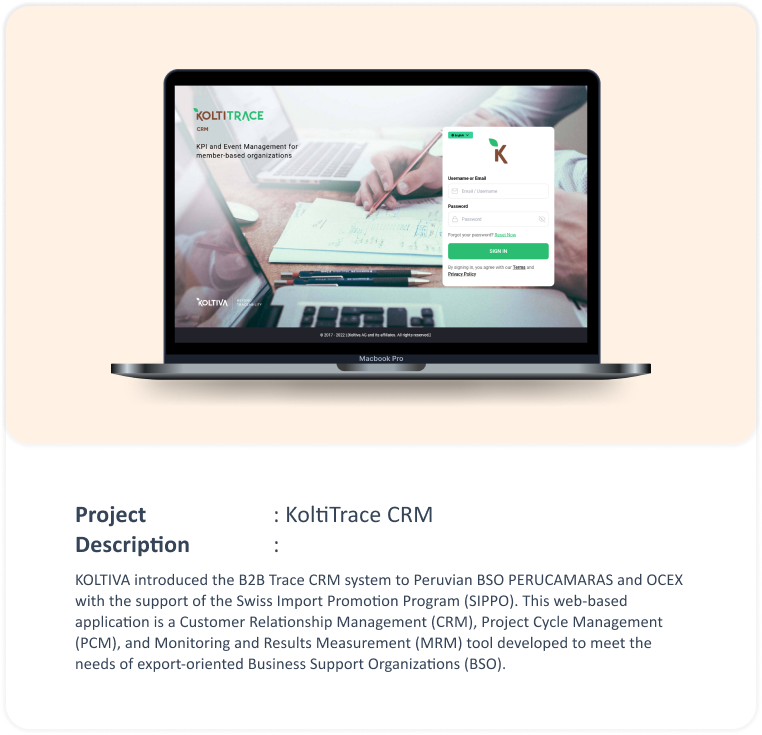 KOLTITRACE
CRM
KPI and Event Management for
member-based organizations
English
K
Username or Email
Email / Username
Password
Password
Forgot your password? Reset Now
SIGN IN
By signing in, you agree with our Terms and
Privacy Policy
KOLTIVA
© 2017 - 2022 | Koltiva AG and its affiliates. All rights reserved.
Macbook Pro
Project : KoltiTrace CRM
Description :
KOLTIVA introduced the B2B Trace CRM system to Peruvian BSO PERUCAMARAS and OCEX
with the support of the Swiss Import Promotion Program (SIPPO). This web-based
application is a Customer Relationship Management (CRM), Project Cycle Management
(PCM), and Monitoring and Results Measurement (MRM) tool developed to meet the
needs of export-oriented Business Support Organizations (BSO).